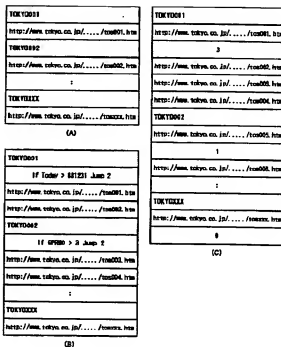 TOKYO001
http://www.tokyo.co.jp/...../tos001.htm
TOKYO002
http://www.tokyo.co.jp/...../tos002.htm
:
TOKYOXXX
http://www.tokyo.co.jp/...../tosxxx.htm
(A)
TOKYO001
If Today > 981231 Jump 2
http://www.tokyo.co.jp/...../tos001.htm
http://www.tokyo.co.jp/...../tos002.htm
TOKYO002
If Jump 2
http://www.tokyo.co.jp/...../tos003.htm
http://www.tokyo.co.jp/...../tos004.htm
:
TOKYOXXX
http://www.tokyo.co.jp/...../tosxxx.htm
(B)
TOKYO001
3
http://www.tokyo.co.jp/...../tos001.htm
http://www.tokyo.co.jp/...../tos002.htm
http://www.tokyo.co.jp/...../tos003.htm
http://www.tokyo.co.jp/...../tos004.htm
TOKYO002
http://www.tokyo.co.jp/...../tos005.htm
1
http://www.tokyo.co.jp/...../tos006.htm
:
TOKYOXXX
http://www.tokyo.co.jp/...../tosxxx.htm
0
(C)